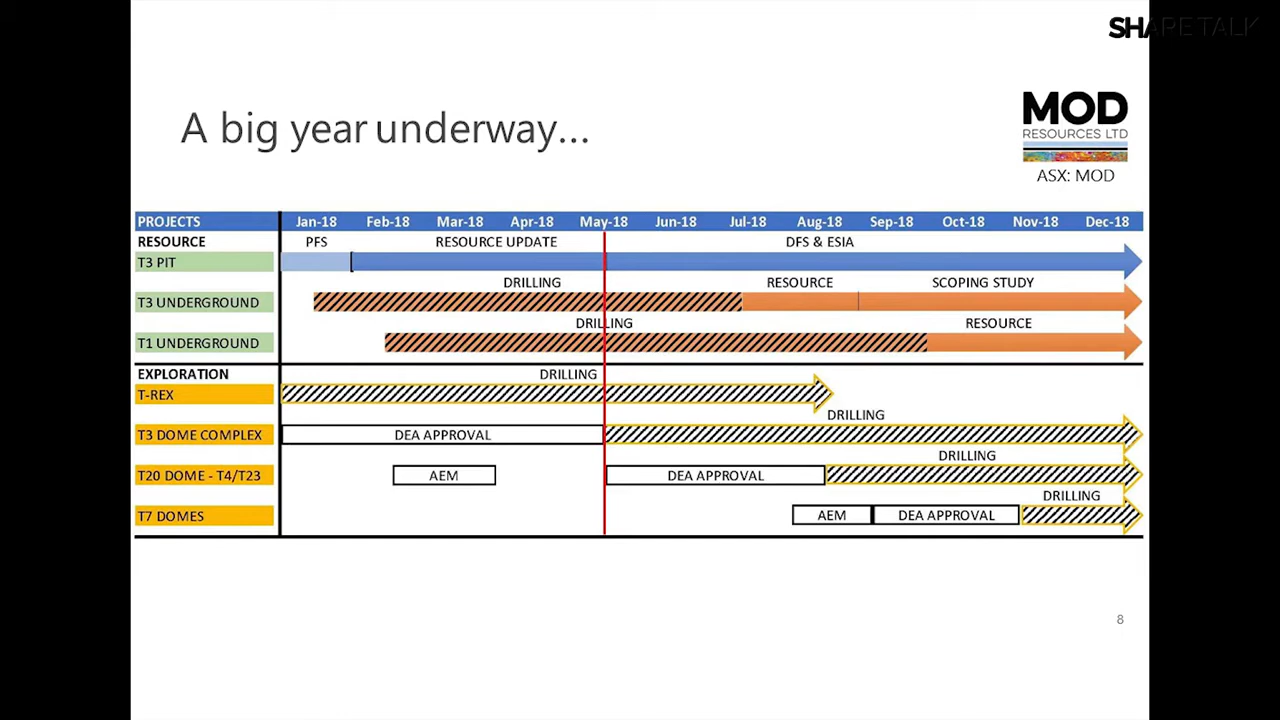 SHARETALK
A big year underway...
MOD
RESOURCES LTD
ASX: MOD
PROJECTS Jan-18 Feb-18 Mar-18 Apr-18 May-18 Jun-18 Jul-18 Aug-18 Sep-18 Oct-18 Nov-18 Dec-18
RESOURCE PFS RESOURCE UPDATE DFS & ESIA
T3 PIT
DRILLING RESOURCE SCOPING STUDY
T3 UNDERGROUND
DRILLING RESOURCE
T1 UNDERGROUND
EXPLORATION DRILLING
T-REX
DRILLING
T3 DOME COMPLEX DEA APPROVAL
DRILLING
T20 DOME - T4/T23 AEM DEA APPROVAL
DRILLING
T7 DOMES AEM DEA APPROVAL
8